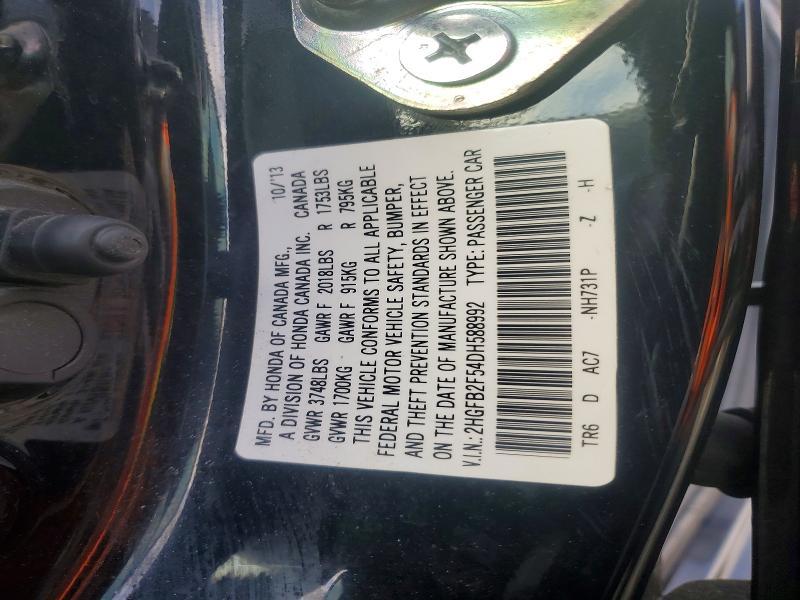 MFD. BY HONDA OF CANADA MFG., 10/'13
A DIVISION OF HONDA CANADA INC. CANADA
GVWR 3748LBS GAWR F 2018LBS R 1753LBS
GVWR 1700KG GAWR F 915KG R 795KG
THIS VEHICLE CONFORMS TO ALL APPLICABLE
FEDERAL MOTOR VEHICLE SAFETY, BUMPER,
AND THEFT PREVENTION STANDARDS IN EFFECT
ON THE DATE OF MANUFACTURE SHOWN ABOVE.
V.I.N.: 2HGFB2F54DH588992 TYPE: PASSENGER CAR
TR6 D AC7 -NH731P -Z -H